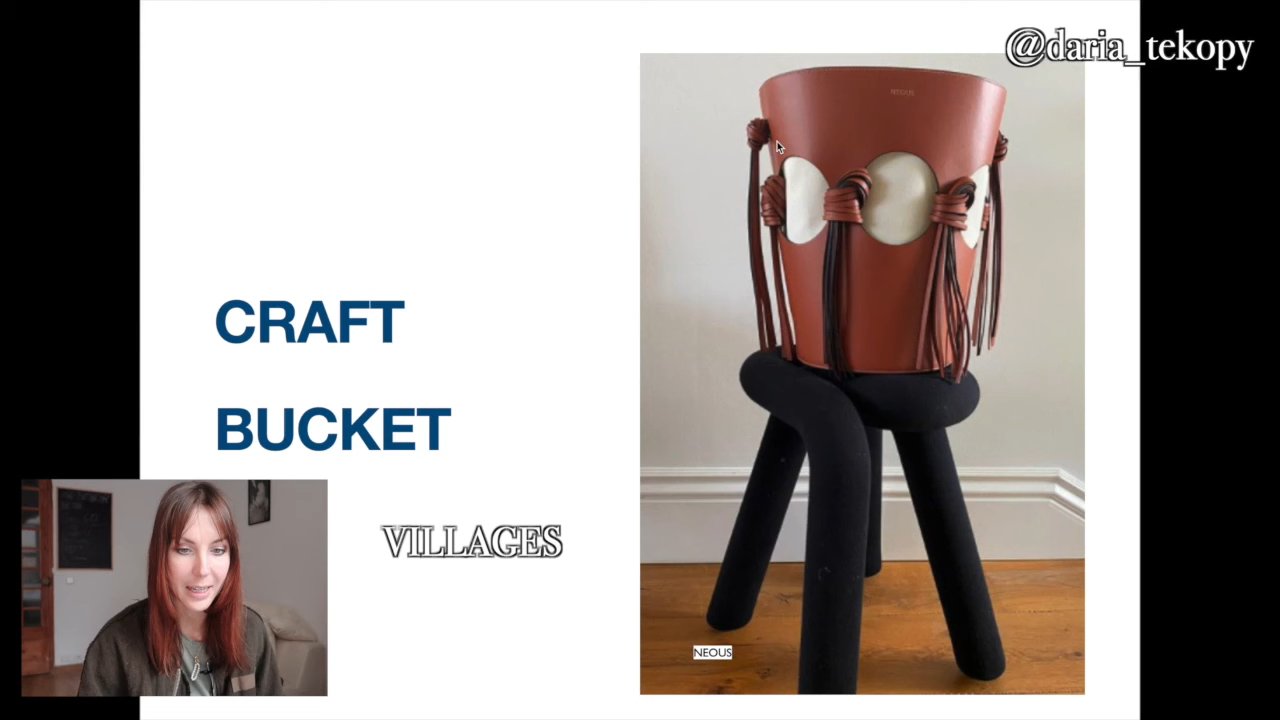 @daria_tekopy
NEOUS
CRAFT
BUCKET
VILLAGES
NEOUS